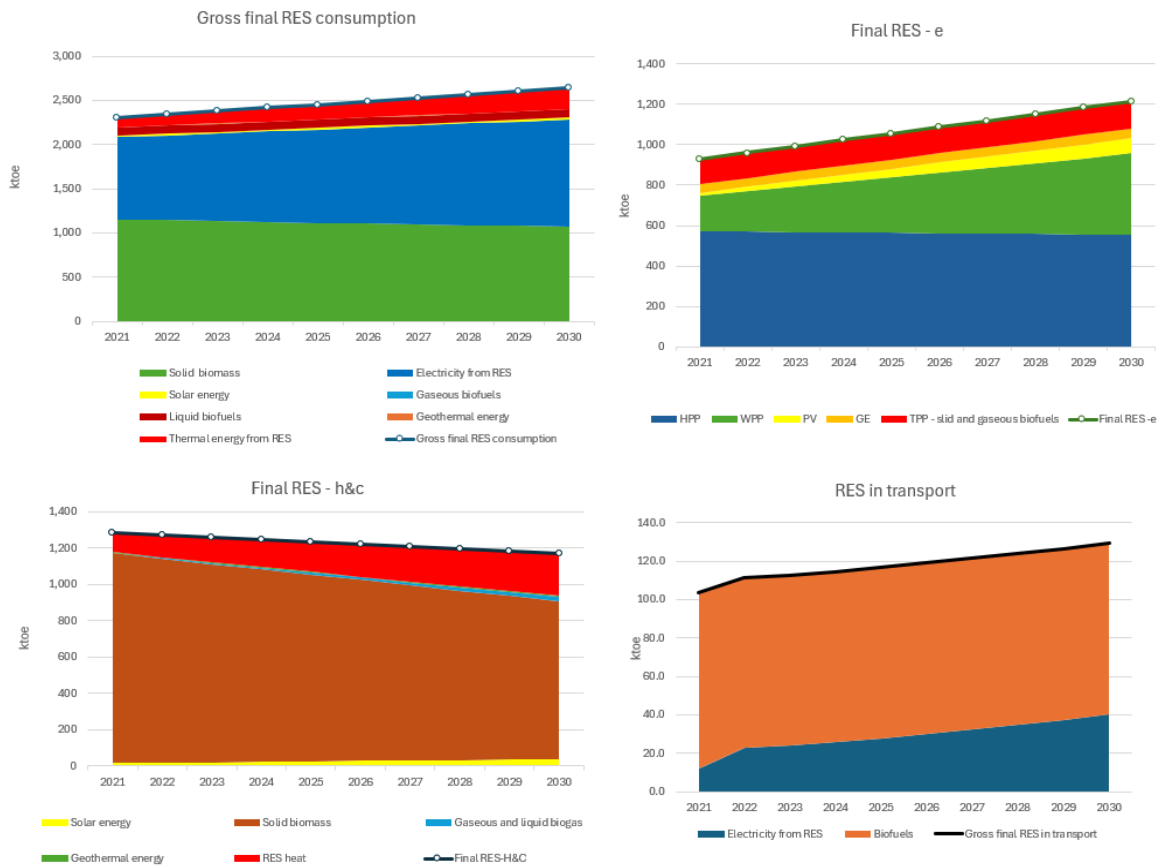 Gross final RES consumption
3,000
2,500
2,000
1,500
1,000
500
0
ktoe
2021 2022 2023 2024 2025 2026 2027 2028 2029 2030
Solid biomass Electricity from RES
Solar energy Gaseous biofuels
Liquid biofuels Geothermal energy
Thermal energy from RES Gross final RES consumption
Final RES - e
1,400
1,200
1,000
800
600
400
200
0
ktoe
2021 2022 2023 2024 2025 2026 2027 2028 2029 2030
HPP WPP PV GE TPP - slid and gaseous biofuels Final RES -e
Final RES - h&c
1,400
1,200
1,000
800
600
400
200
0
ktoe
2021 2022 2023 2024 2025 2026 2027 2028 2029 2030
Solar energy Solid biomass Gaseous and liquid biogas
Geothermal energy RES heat Final RES-H&C
RES in transport
140.0
120.0
100.0
80.0
60.0
40.0
20.0
0.0
ktoe
2021 2022 2023 2024 2025 2026 2027 2028 2029 2030
Electricity from RES Biofuels Gross final RES in transport